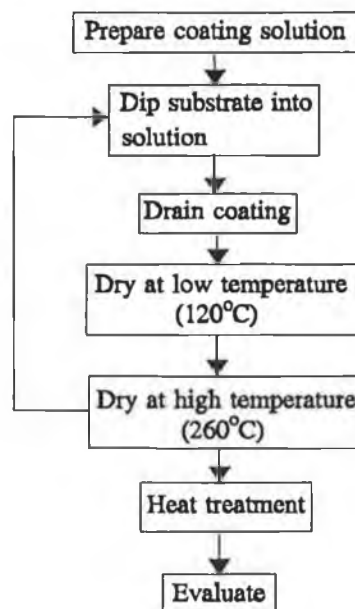 Prepare coating solution
Dip substrate into
solution
Drain coating
Dry at low temperature
(120°C)
Dry at high temperature
(260°C)
Heat treatment
Evaluate